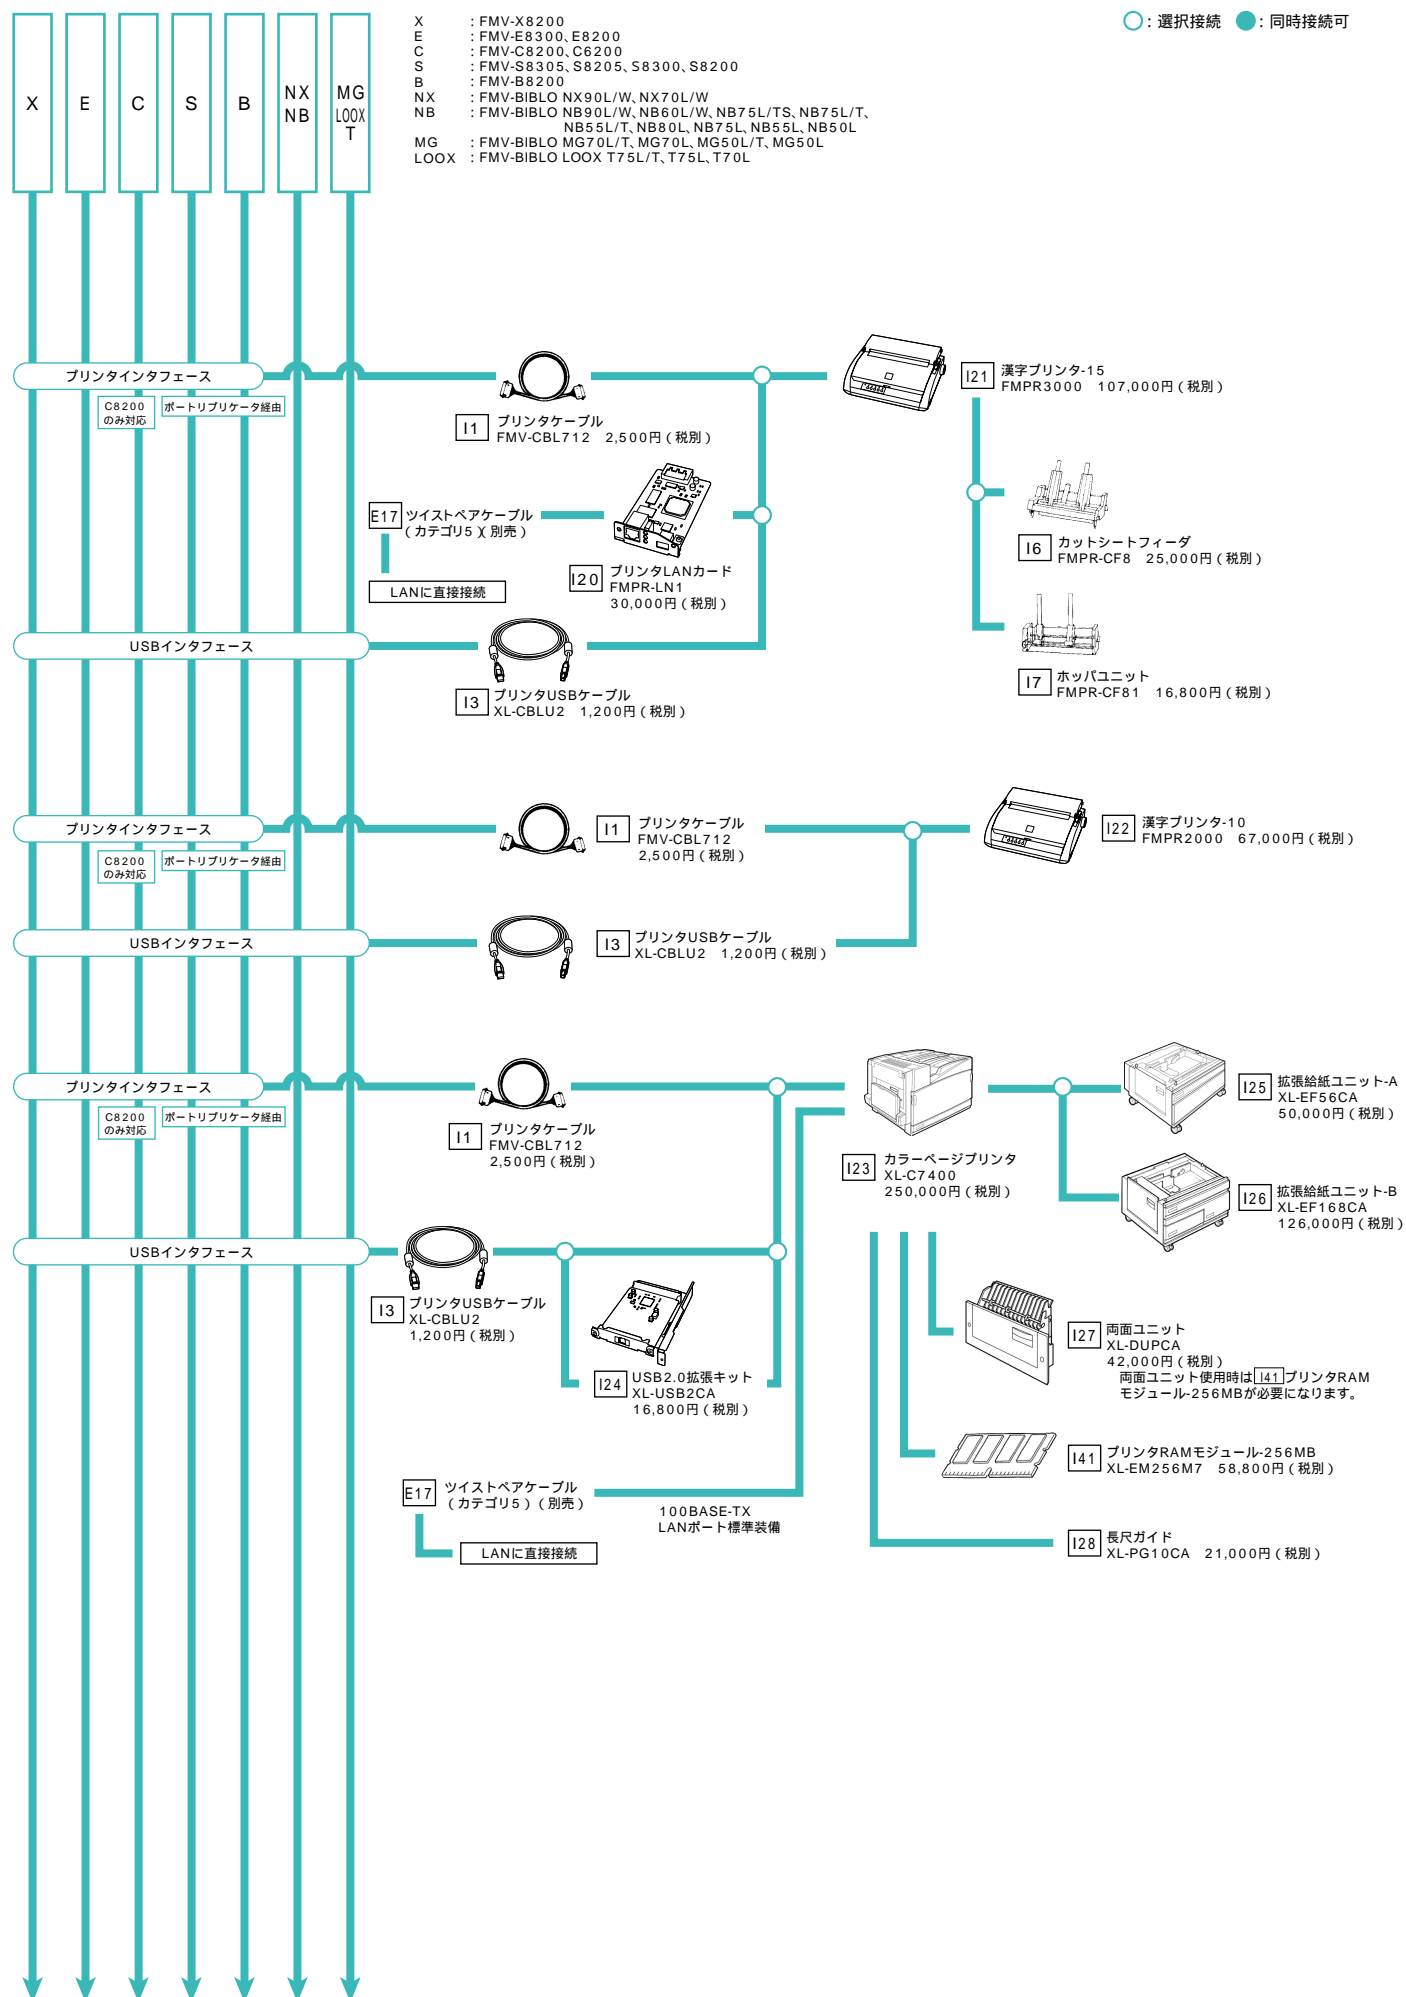 X : FMV-X8200
E : FMV-E8300、E8200
C : FMV-C8200、C6200
S : FMV-S8305、S8205、S8300、S8200
B : FMV-B8200
NX : FMV-BIBLO NX90L/W、NX70L/W
NB : FMV-BIBLO NB90L/W、NB60L/W、NB75L/TS、NB75L/T、
NB55L/T、NB80L、NB75L、NB55L、NB50L
MG : FMV-BIBLO MG70L/T、MG70L、MG50L/T、MG50L
LOOX : FMV-BIBLO LOOX T75L/T、T75L、T70L
：選択接続 ：同時接続可
X
E
C
S
B
NX
NB
MG
LOOX
T
プリンタインタフェース
C8200
のみ対応
ポートリプリケータ経由
I1 プリンタケーブル
FMV-CBL712 2,500円（税別）
I21 漢字プリンタ-15
FMPR3000 107,000円（税別）
E17 ツイストペアケーブル
（カテゴリ5）（別売）
LANに直接接続
I20 プリンタLANカード
FMPR-LN1
30,000円（税別）
I6 カットシートフィーダ
FMPR-CF8 25,000円（税別）
USBインタフェース
I3 プリンタUSBケーブル
XL-CBLU2 1,200円（税別）
I7 ホッパユニット
FMPR-CF81 16,800円（税別）
プリンタインタフェース
C8200
のみ対応
ポートリプリケータ経由
I1 プリンタケーブル
FMV-CBL712
2,500円（税別）
I22 漢字プリンタ-10
FMPR2000 67,000円（税別）
USBインタフェース
I3 プリンタUSBケーブル
XL-CBLU2 1,200円（税別）
プリンタインタフェース
C8200
のみ対応
ポートリプリケータ経由
I1 プリンタケーブル
FMV-CBL712
2,500円（税別）
I23 カラーページプリンタ
XL-C7400
250,000円（税別）
I25 拡張給紙ユニット-A
XL-EF56CA
50,000円（税別）
I26 拡張給紙ユニット-B
XL-EF168CA
126,000円（税別）
USBインタフェース
I3 プリンタUSBケーブル
XL-CBLU2
1,200円（税別）
I24 USB2.0拡張キット
XL-USB2CA
16,800円（税別）
I27 両面ユニット
XL-DUPCA
42,000円（税別）
両面ユニット使用時はI41プリンタRAM
モジュール-256MBが必要になります。
I41 プリンタRAMモジュール-256MB
XL-EM256M7 58,800円（税別）
E17 ツイストペアケーブル
（カテゴリ5）（別売）
LANに直接接続
100BASE-TX
LANポート標準装備
I28 長尺ガイド
XL-PG10CA 21,000円（税別）